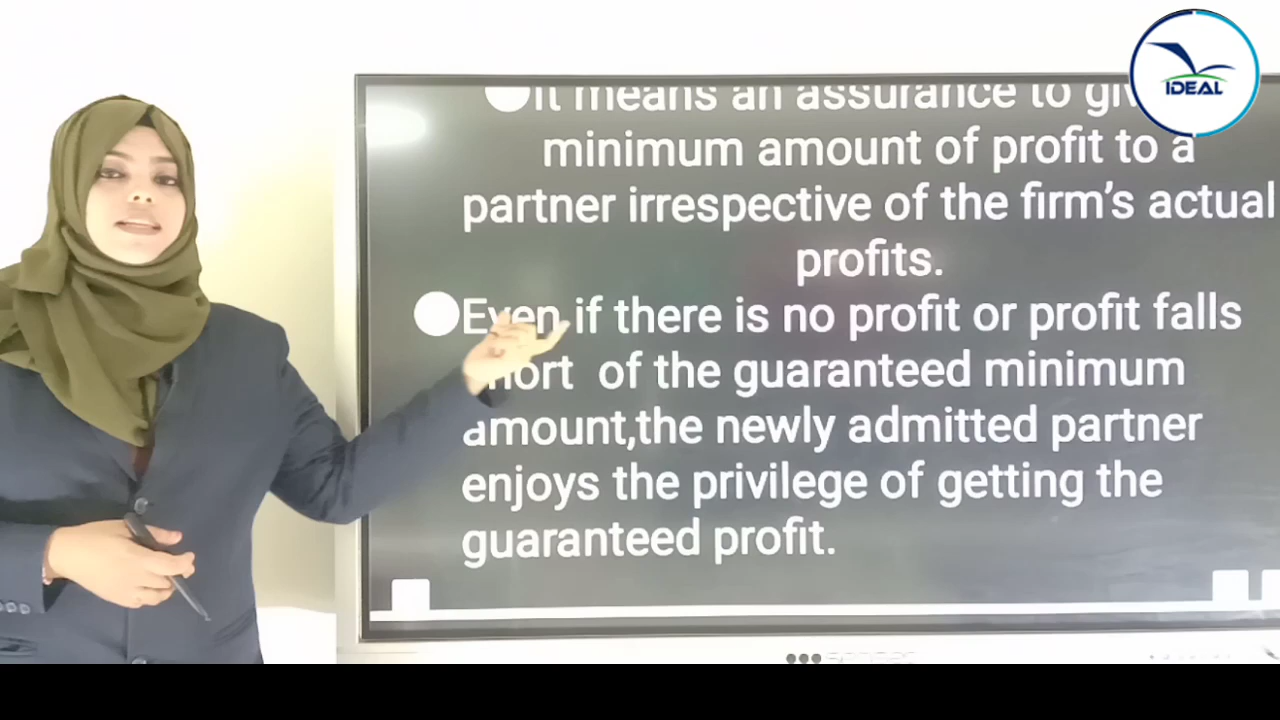 IDEAL
It means an assurance to
minimum amount of profit to a
partner irrespective of the firm's actual
profits.
Even if there is no profit or profit falls
of the guaranteed minimum
amount,the newly admitted partner
enjoys the privilege of getting the
guaranteed profit.